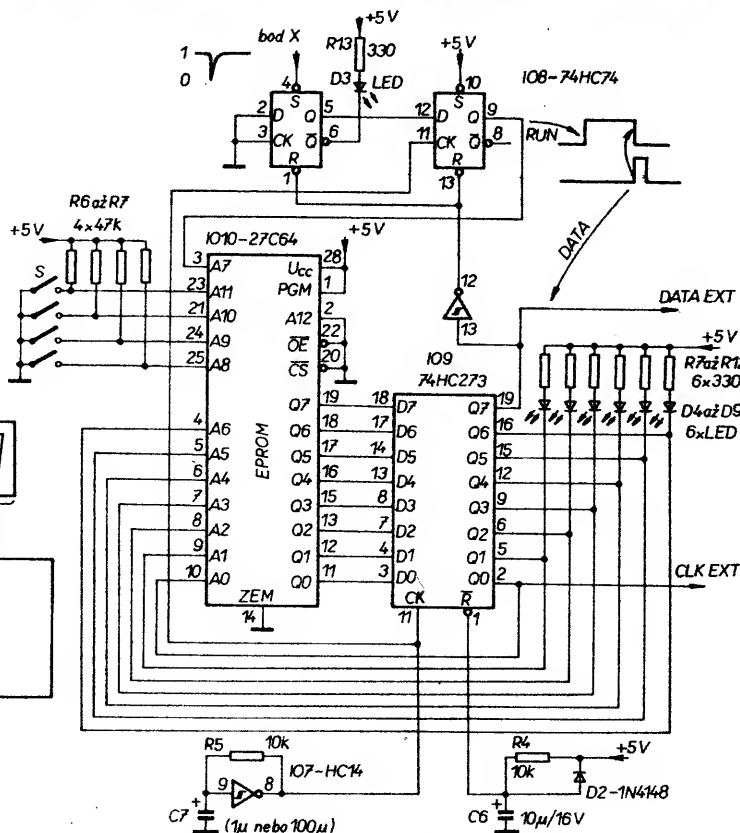 +5V
R13
330
1
0
bod X
D3
LED
+5V
IO8-74HC74
4
S
2
D
Q
5
3
CK
Q
6
R
1
10
S
12
D
Q
9
11
CK
Q
8
R
13
RUN
DATA
R6 až R7
4×47k
+5V
S
IO10-27C64
+5V
3
A7
Ucc
28
23
A11
PGM
1
21
A10
A12
2
24
A9
OE
22
25
A8
CS
20
12
13
DATA EXT
+5V
IO9
74HC273
R7 až R12
6×330
D4 až D9
6×LED
EPROM
Q7
19
18
D7
Q7
19
4
A6
Q6
18
17
D6
Q6
16
5
A5
Q5
17
14
D5
Q5
15
6
A4
Q4
16
13
D4
Q4
12
7
A3
Q3
15
8
D3
Q3
9
8
A2
Q2
13
7
D2
Q2
6
9
A1
Q1
12
4
D1
Q1
5
10
A0
Q0
11
3
D0
Q0
2
CLK EXT
ZEM
14
CK
11
R
1
R5
10k
IO7-HC14
9
8
C7
+
(1µ nebo 100µ)
R4
10k
+5V
D2-1N4148
C6
+
10µ/16V